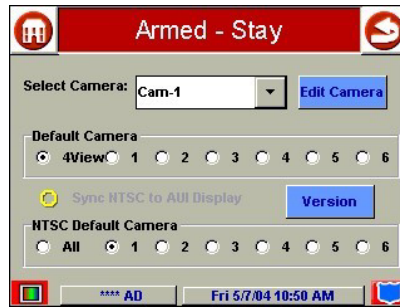 Armed - Stay
Select Camera: Cam-1 Edit Camera
Default Camera
4View 1 2 3 4 5 6
Sync NTSC to AUI Display Version
NTSC Default Camera
All 1 2 3 4 5 6
**** AD Fri 5/7/04 10:50 AM